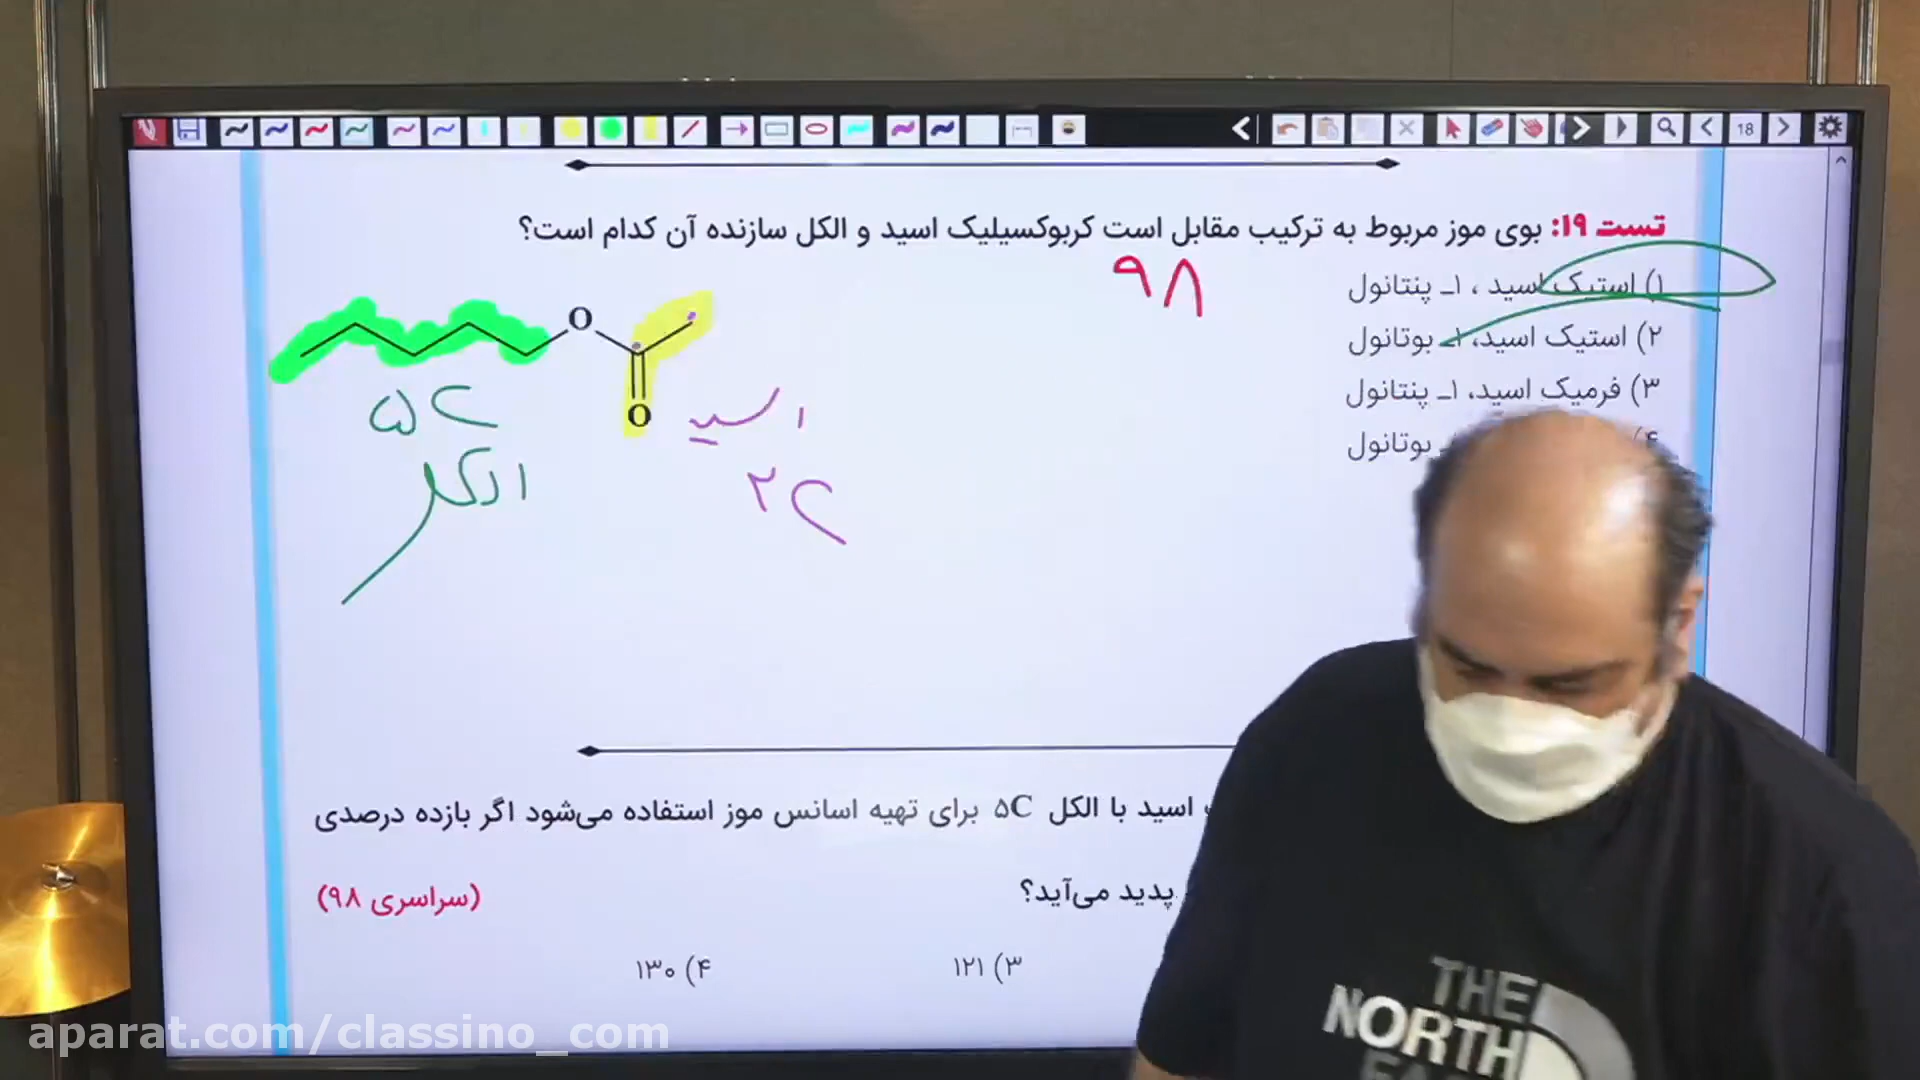 18
تست ۱۹: بوی موز مربوط به ترکیب مقابل است کربوکسیلیک اسید و الکل سازنده آن کدام است؟
۹۸
۱) استیک اسید ، ۱ـ پنتانول
۲) استیک اسید، ۱ـ بوتانول
۳) فرمیک اسید، ۱ـ پنتانول
بوتانول
O
O
۵C
الکل
اسید
۲C
اسید با الکل ۵C برای تهیه اسانس موز استفاده می‌شود اگر بازده درصدی
پدید می‌آید؟
(سراسری ۹۸)
۳) ۱۲۱
۴) ۱۳۰
THE
NORTH
aparat.com/classino_com